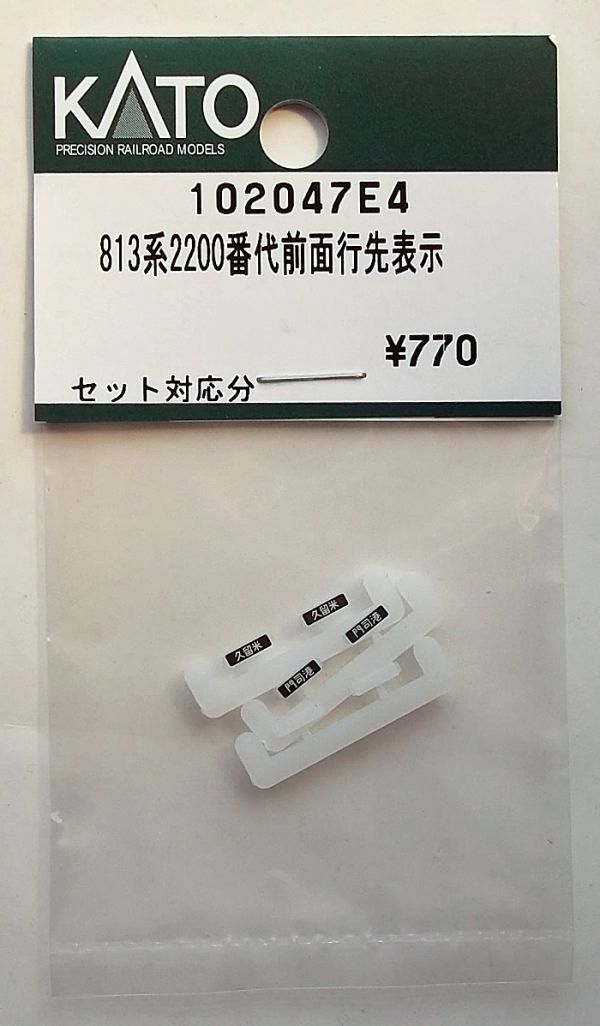 KATO
PRECISION RAILROAD MODELS
102047E4
813系2200番代前面行先表示
¥770
セット対応分
久留米
久留米
門司港
門司港